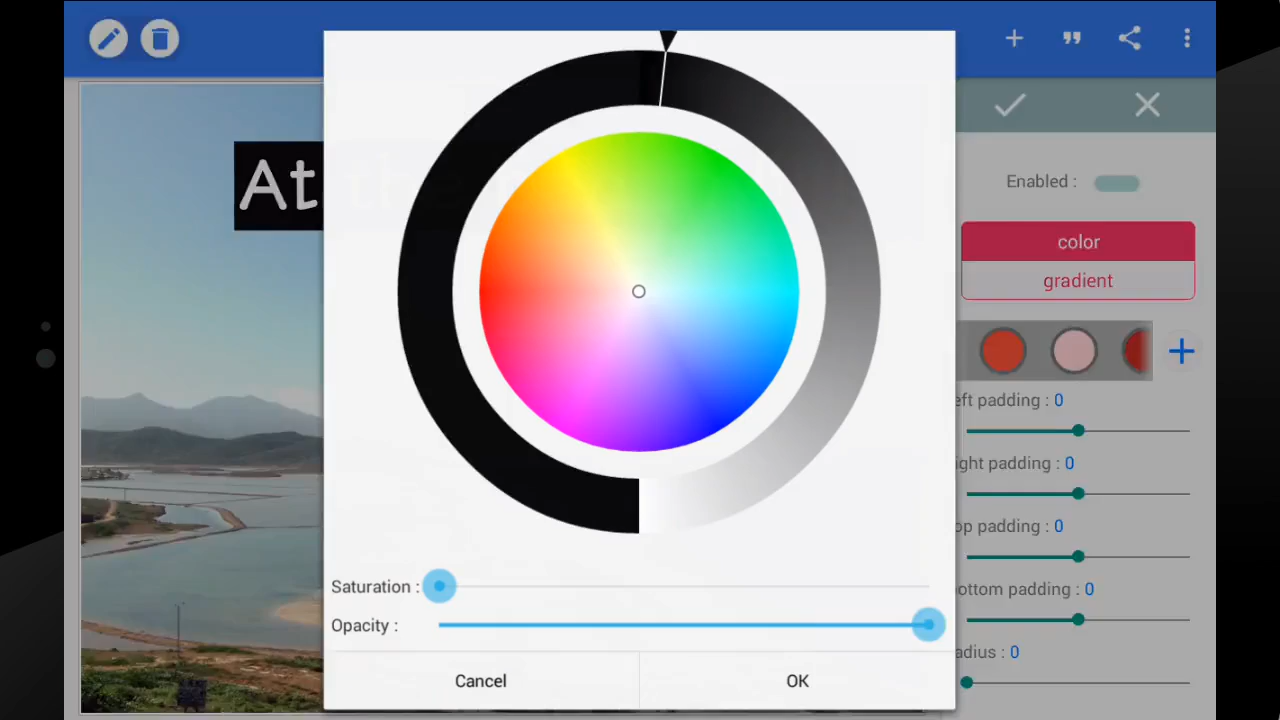 At the
Enabled :
color
gradient
eft padding : 0
ight padding : 0
op padding : 0
ottom padding : 0
adius : 0
Saturation :
Opacity :
Cancel
OK